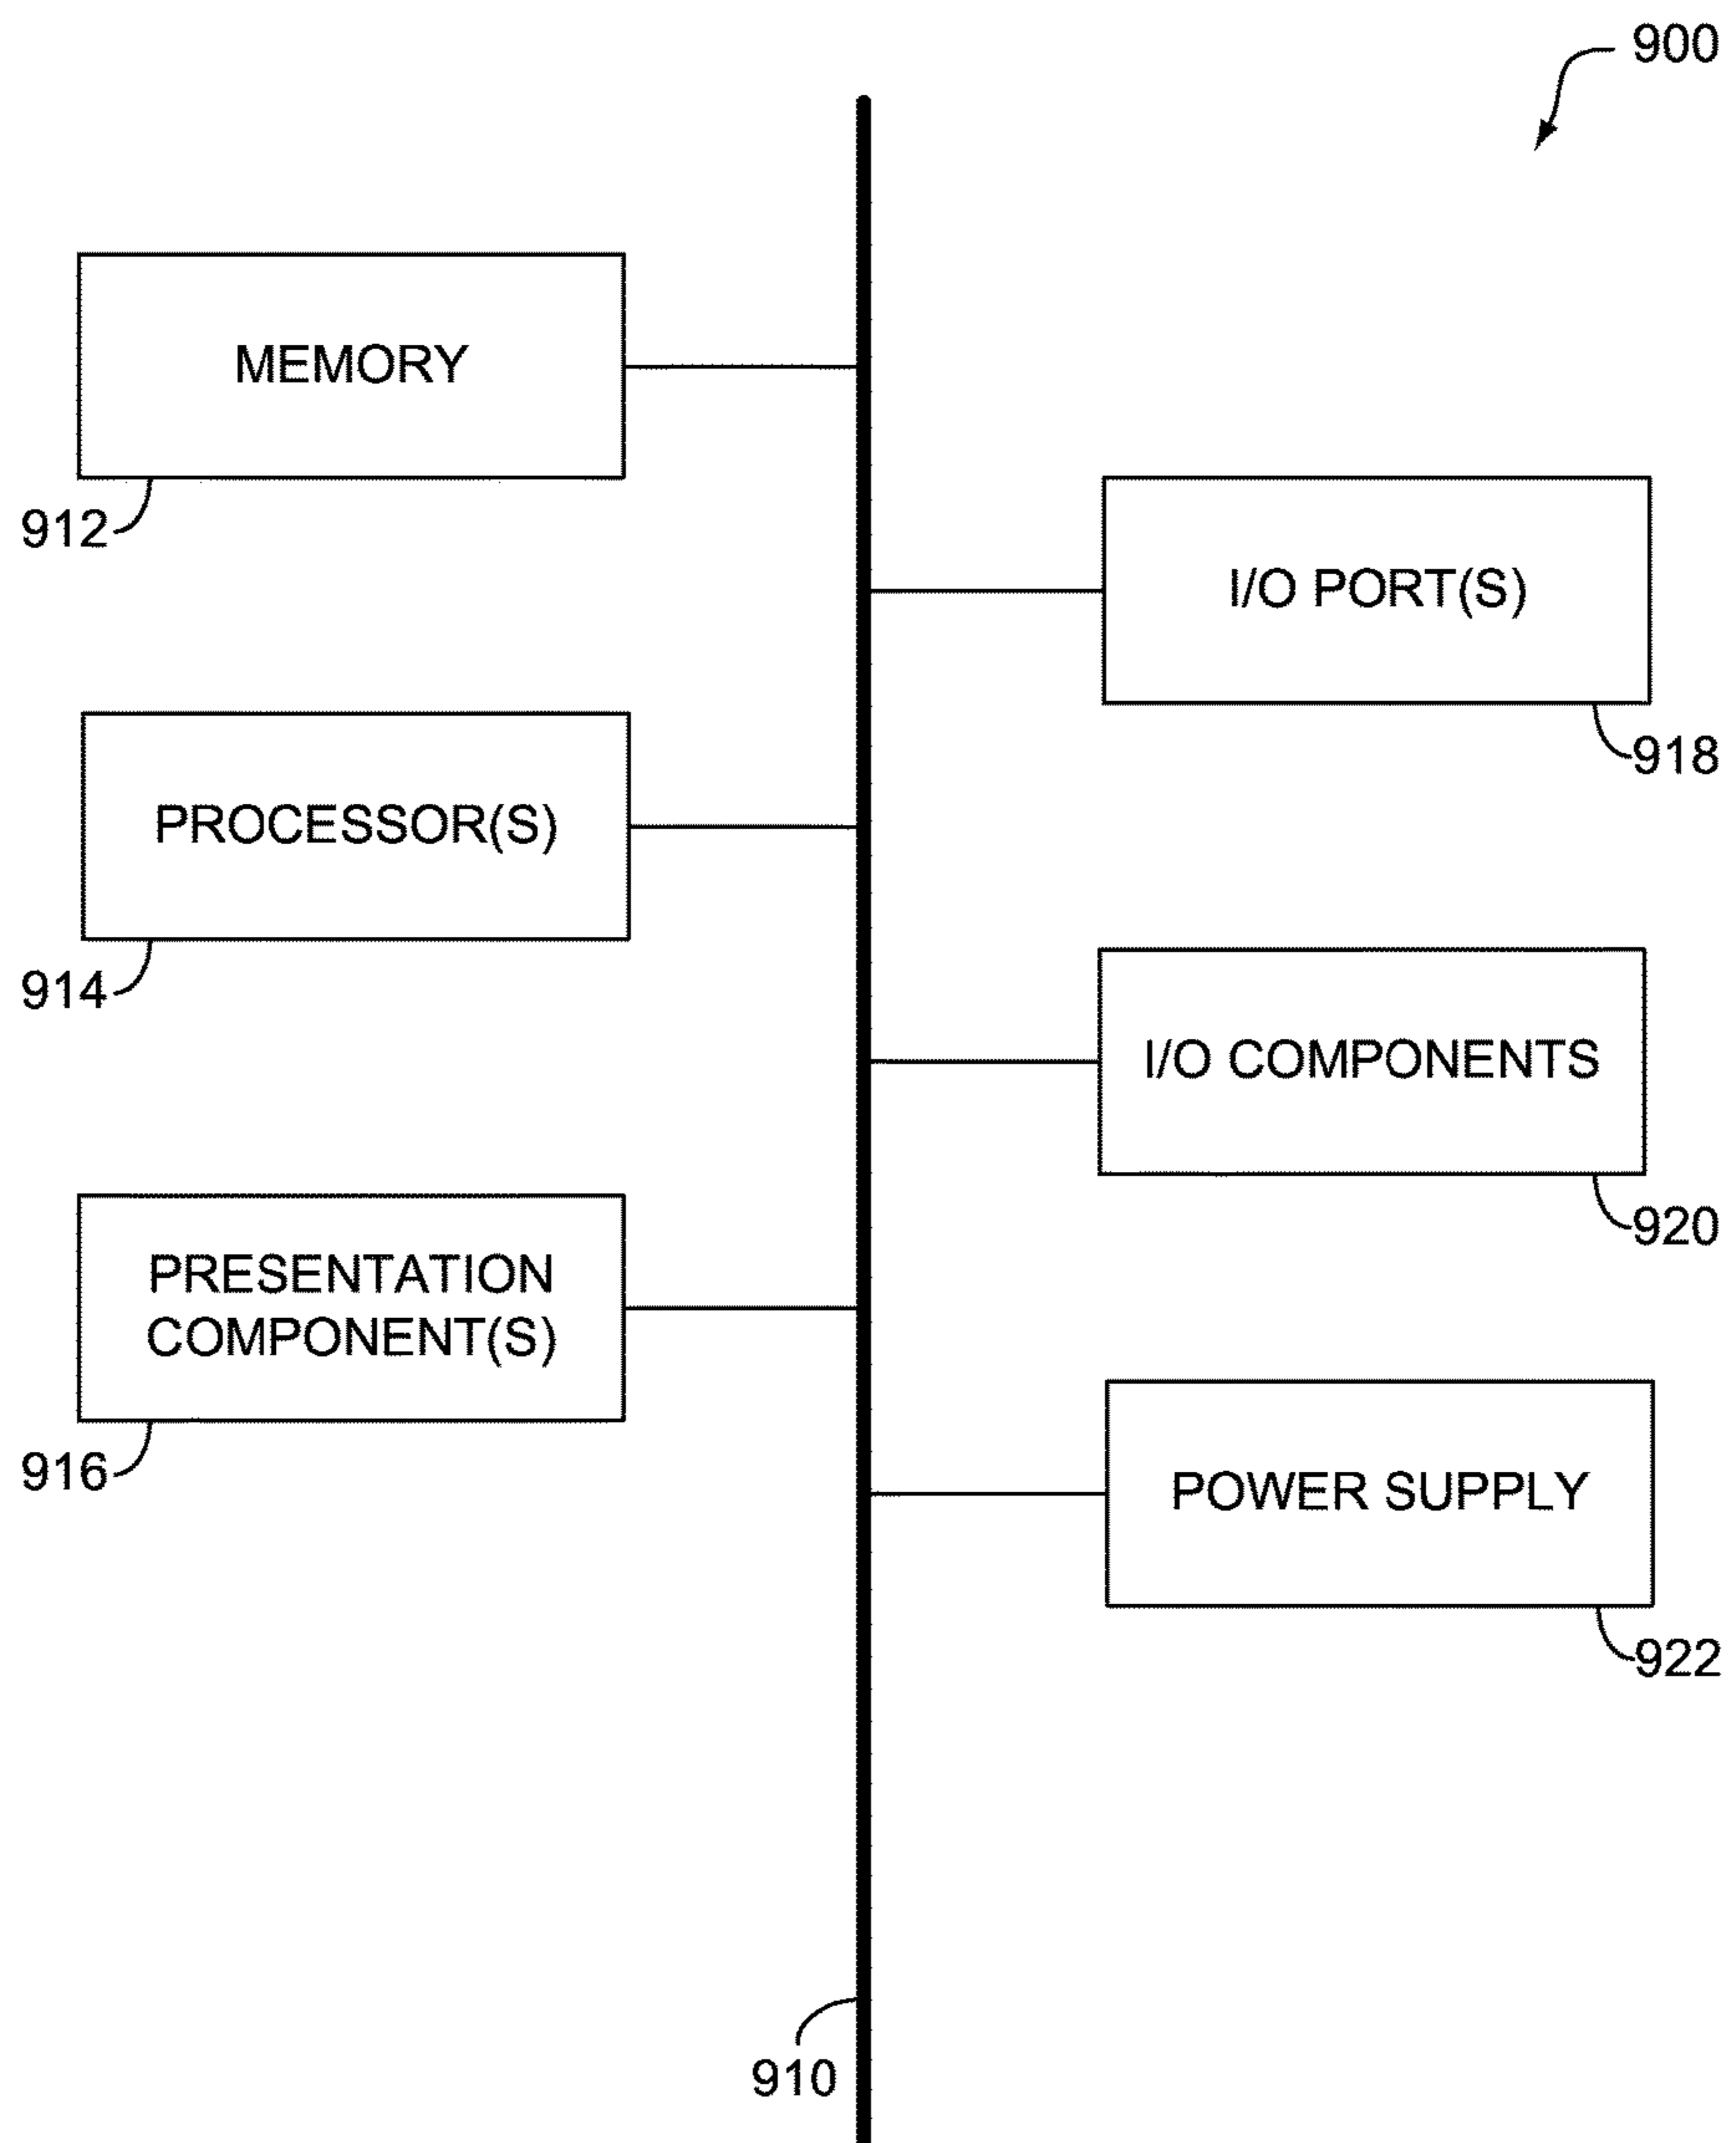 900
MEMORY
912
I/O PORT(S)
918
PROCESSOR(S)
914
I/O COMPONENTS
920
PRESENTATION
COMPONENT(S)
916
POWER SUPPLY
922
910